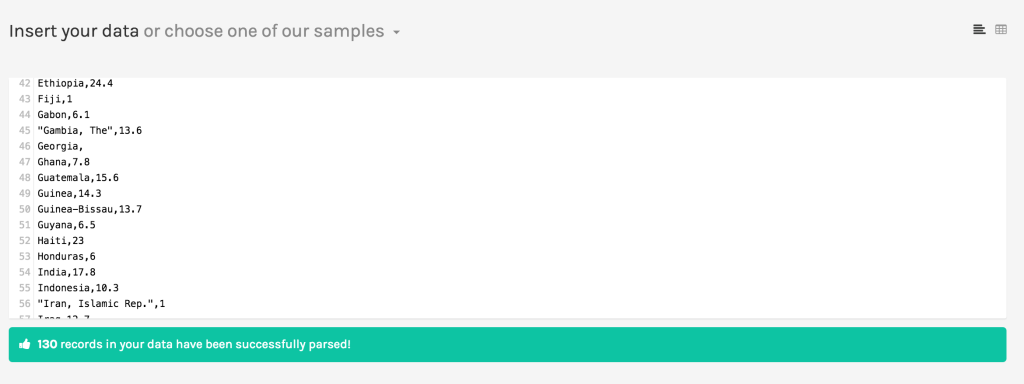 Insert your data or choose one of our samples
42 Ethiopia,24.4
43 Fiji,1
44 Gabon,6.1
45 "Gambia, The",13.6
46 Georgia,
47 Ghana,7.8
48 Guatemala,15.6
49 Guinea,14.3
50 Guinea-Bissau,13.7
51 Guyana,6.5
52 Haiti,23
53 Honduras,6
54 India,17.8
55 Indonesia,10.3
56 "Iran, Islamic Rep.",1
130 records in your data have been successfully parsed!